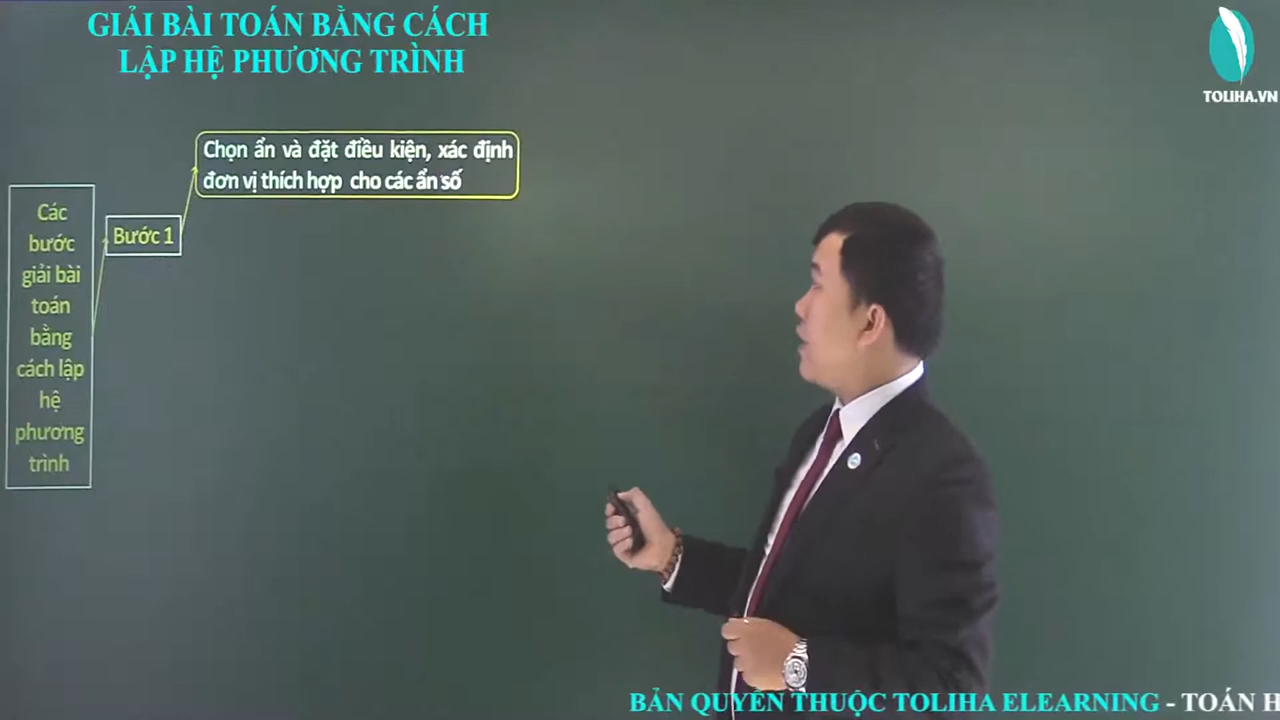 GIẢI BÀI TOÁN BẰNG CÁCH
LẬP HỆ PHƯƠNG TRÌNH
TOLIHA.VN
Chọn ẩn và đặt điều kiện, xác định
đơn vị thích hợp cho các ẩn số
Bước 1
Các
bước
giải bài
toán
bằng
cách lập
hệ
phương
trình
BẢN QUYỀN THUỘC TOLIHA ELEARNING - TOÁN H